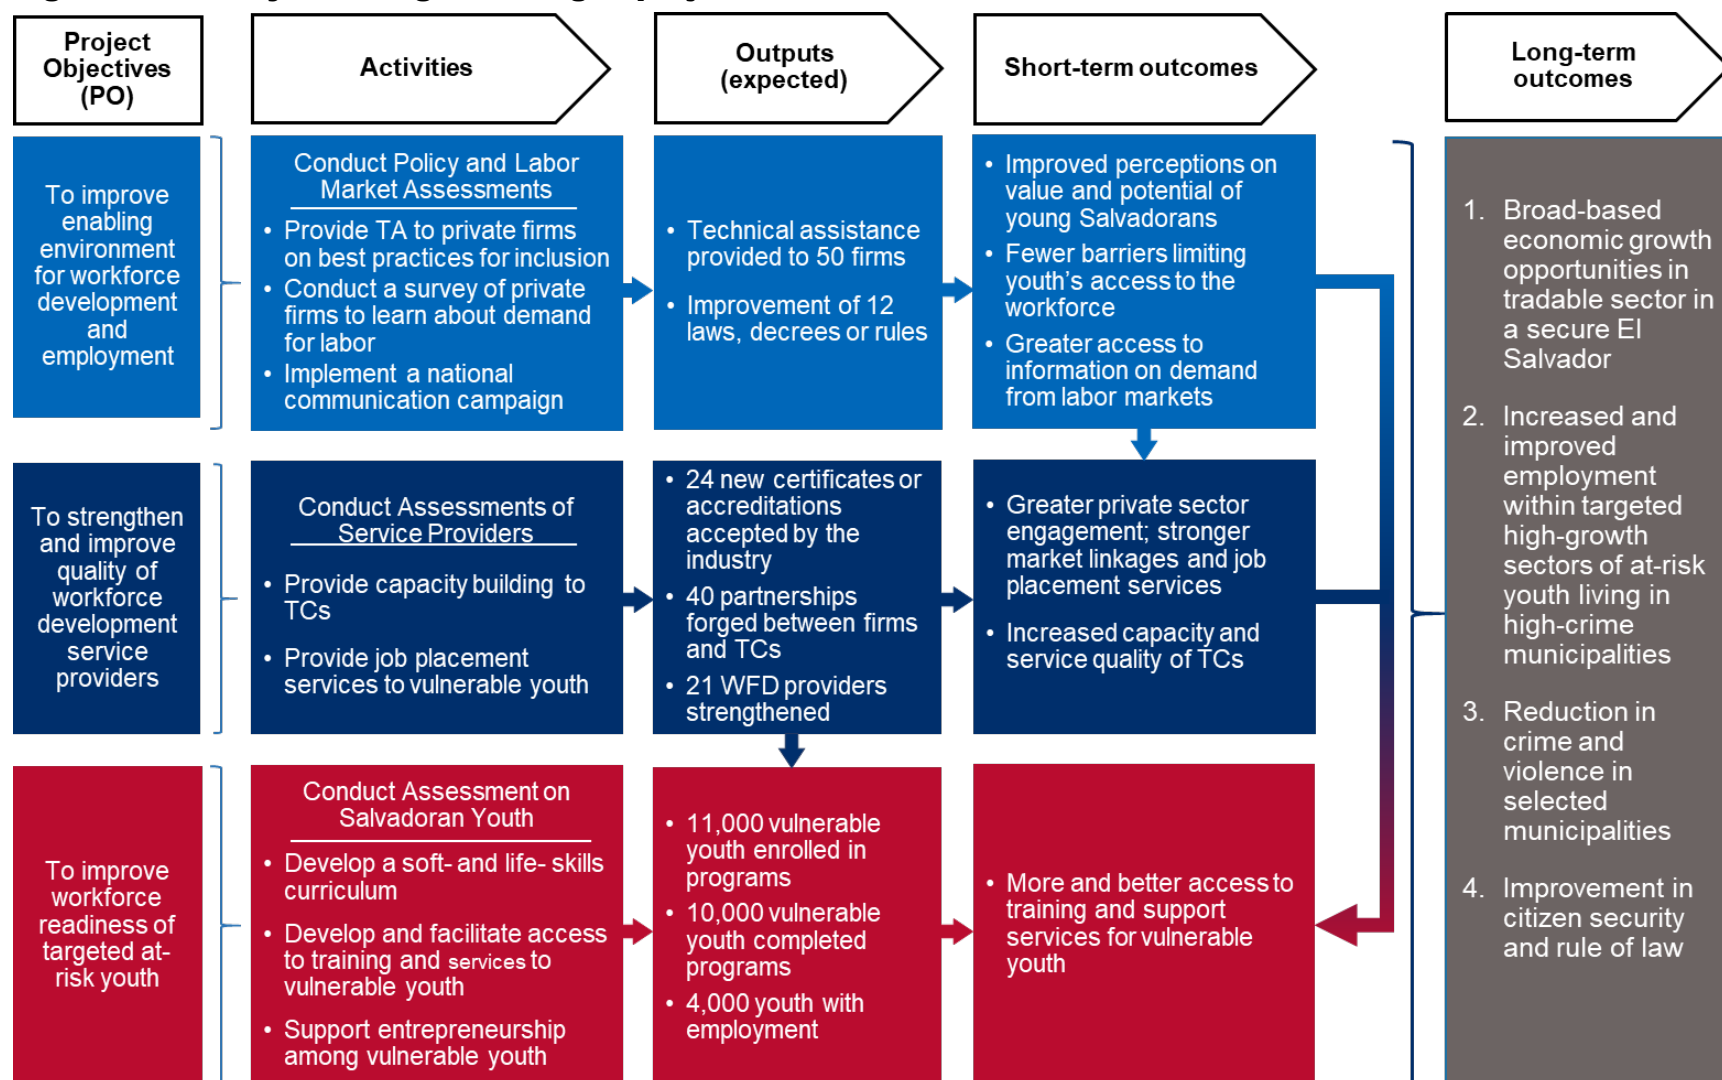 Project
Objectives
(PO)
Activities
Outputs
(expected)
Short-term outcomes
Long-term
outcomes
To improve
enabling
environment
for workforce
development
and
employment
Conduct Policy and Labor
Market Assessments
• Provide TA to private firms
on best practices for inclusion
• Conduct a survey of private
firms to learn about demand
for labor
• Implement a national
communication campaign
• Technical assistance
provided to 50 firms
• Improvement of 12
laws, decrees or rules
• Improved perceptions on
value and potential of
young Salvadorans
• Fewer barriers limiting
youth's access to the
workforce
• Greater access to
information on demand
from labor markets
To strengthen
and improve
quality of
workforce
development
service
providers
Conduct Assessments of
Service Providers
• Provide capacity building to
TCs
• Provide job placement
services to vulnerable youth
• 24 new certificates or
accreditations
accepted by the
industry
• 40 partnerships
forged between firms
and TCs
• 21 WFD providers
strengthened
• Greater private sector
engagement; stronger
market linkages and job
placement services
• Increased capacity and
service quality of TCs
To improve
workforce
readiness of
targeted at-
risk youth
Conduct Assessment on
Salvadoran Youth
• Develop a soft- and life- skills
curriculum
• Develop and facilitate access
to training and services to
vulnerable youth
• Support entrepreneurship
among vulnerable youth
• 11,000 vulnerable
youth enrolled in
programs
• 10,000 vulnerable
youth completed
programs
• 4,000 youth with
employment
• More and better access to
training and support
services for vulnerable
youth
1. Broad-based
economic growth
opportunities in
tradable sector in
a secure El
Salvador
2. Increased and
improved
employment
within targeted
high-growth
sectors of at-risk
youth living in
high-crime
municipalities
3. Reduction in
crime and
violence in
selected
municipalities
4. Improvement in
citizen security
and rule of law